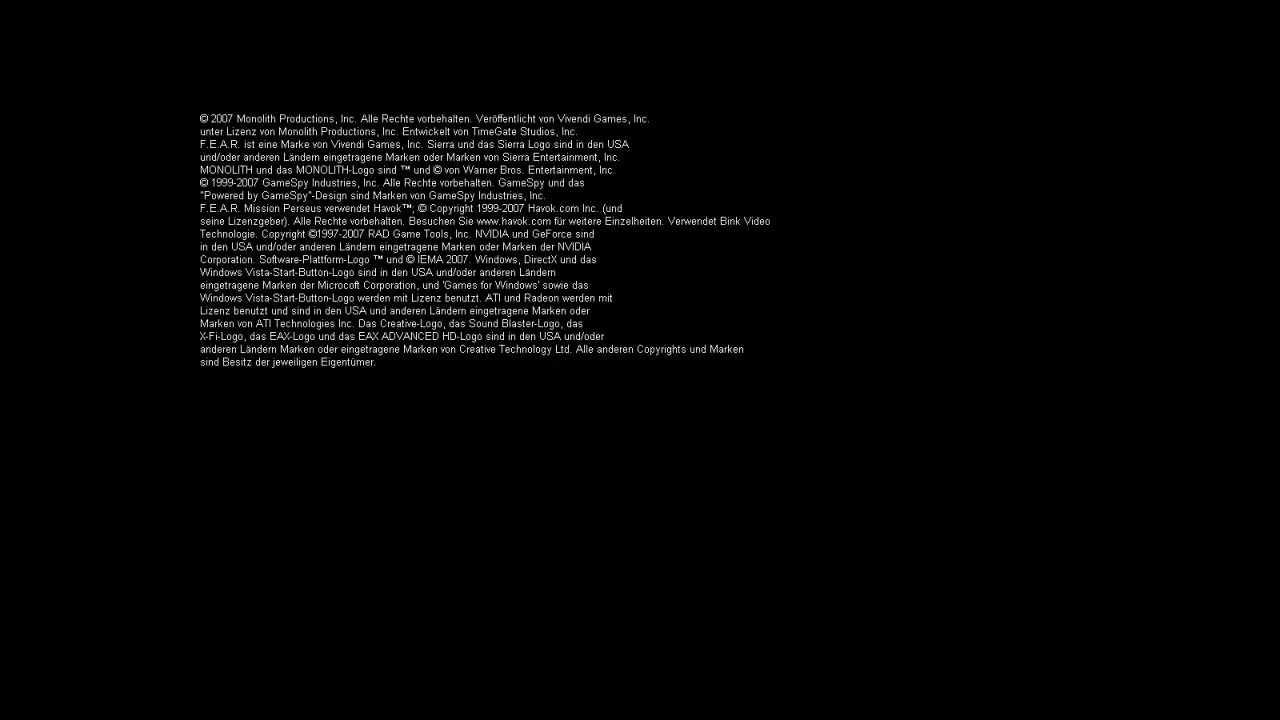 © 2007 Monolith Productions, Inc. Alle Rechte vorbehalten. Veröffentlicht von Vivendi Games, Inc.
unter Lizenz von Monolith Productions, Inc. Entwickelt von TimeGate Studios, Inc.
F.E.A.R. ist eine Marke von Vivendi Games, Inc. Sierra und das Sierra Logo sind in den USA
und/oder anderen Ländern eingetragene Marken oder Marken von Sierra Entertainment, Inc.
MONOLITH und das MONOLITH-Logo sind ™ und © von Warner Bros. Entertainment, Inc.
© 1999-2007 GameSpy Industries, Inc. Alle Rechte vorbehalten. GameSpy und das
"Powered by GameSpy"-Design sind Marken von GameSpy Industries, Inc.
F.E.A.R. Mission Perseus verwendet Havok™; © Copyright 1999-2007 Havok.com Inc. (und
seine Lizenzgeber). Alle Rechte vorbehalten. Besuchen Sie www.havok.com für weitere Einzelheiten. Verwendet Bink Video
Technologie. Copyright ©1997-2007 RAD Game Tools, Inc. NVIDIA und GeForce sind
in den USA und/oder anderen Ländern eingetragene Marken oder Marken der NVIDIA
Corporation. Software-Plattform-Logo ™ und © IEMA 2007. Windows, DirectX und das
Windows Vista-Start-Button-Logo sind in den USA und/oder anderen Ländern
eingetragene Marken der Microcoft Corporation, und 'Games for Windows' sowie das
Windows Vista-Start-Button-Logo werden mit Lizenz benutzt. ATI und Radeon werden mit
Lizenz benutzt und sind in den USA und anderen Ländern eingetragene Marken oder
Marken von ATI Technologies Inc. Das Creative-Logo, das Sound Blaster-Logo, das
X-Fi-Logo, das EAX-Logo und das EAX ADVANCED HD-Logo sind in den USA und/oder
anderen Ländern Marken oder eingetragene Marken von Creative Technology Ltd. Alle anderen Copyrights und Marken
sind Besitz der jeweiligen Eigentümer.